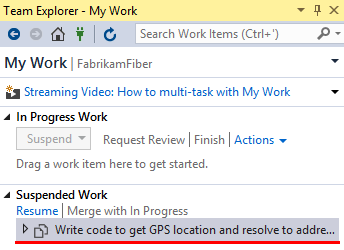 Team Explorer - My Work
Search Work Items (Ctrl+')
My Work | FabrikamFiber
Streaming Video: How to multi-task with My Work
In Progress Work
Suspend Request Review | Finish | Actions
Drag a work item here to get started.
Suspended Work
Resume | Merge with In Progress
Write code to get GPS location and resolve to addre...